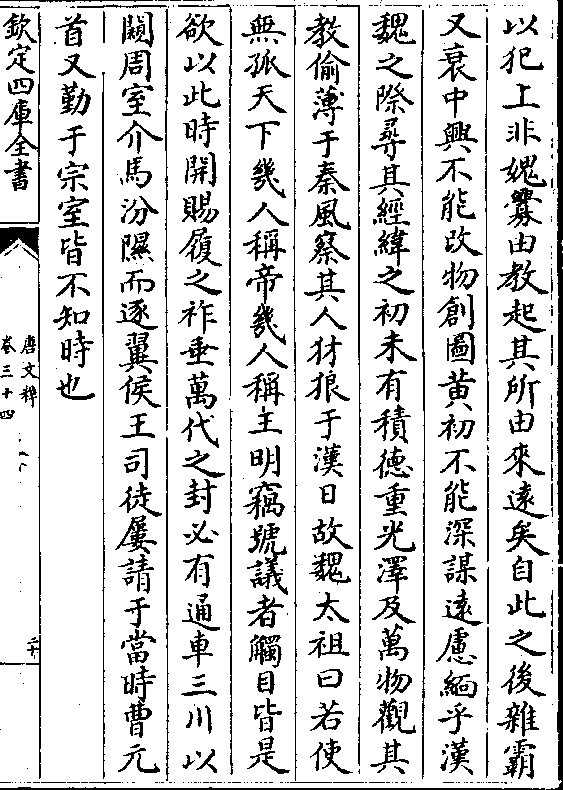 以犯上非媿釁由教起其所由來遠矣自此之後雜霸
又衰中興不能改物創圖黄初不能深謀遠慮緬乎漢
魏之際尋其經緯之初未有積德重光澤及萬物觀其
教偷薄于秦風察其人豺狼于漢日故魏太祖曰若使
無孤天下幾人稱帝幾人稱王明竊號議者觸目皆是
欲以此時開賜履之祚垂萬代之封必有通車三川以
闚周室介馬汾隰而逐翼侯王司徒屢請于當時曹元
首又勤于宗室皆不知時也
欽定四庫全書
唐文粹
卷三十四
二十